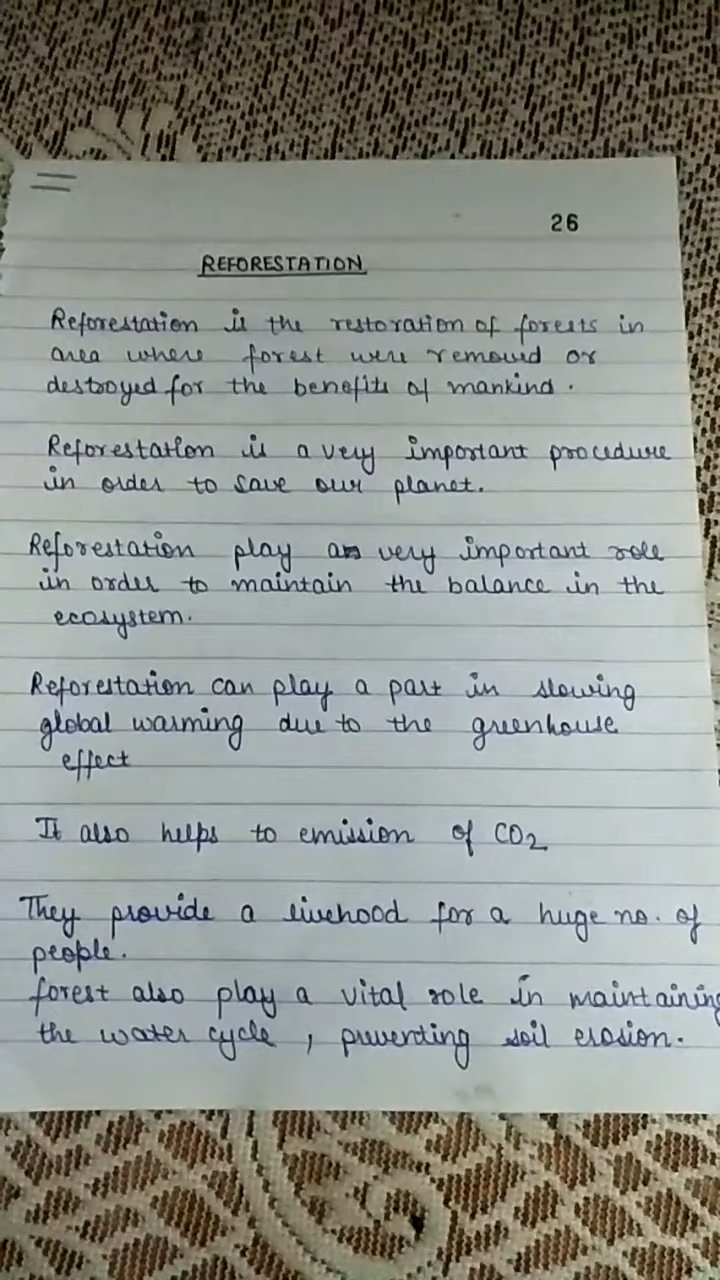 26
REFORESTATION
Reforestation is the restoration of forests in
area where forest were removed or
destroyed for the benefits of mankind.
Reforestation is a very important procedure
in order to save our planet.
Reforestation play an very important role
in order to maintain the balance in the
ecosystem.
Reforestation can play a part in slowing
global warming due to the greenhouse
effect
It also helps to emission of CO2
They provide a livehood for a huge no. of
people.
forest also play a vital role in maintaining
the water cycle, preventing soil erosion.